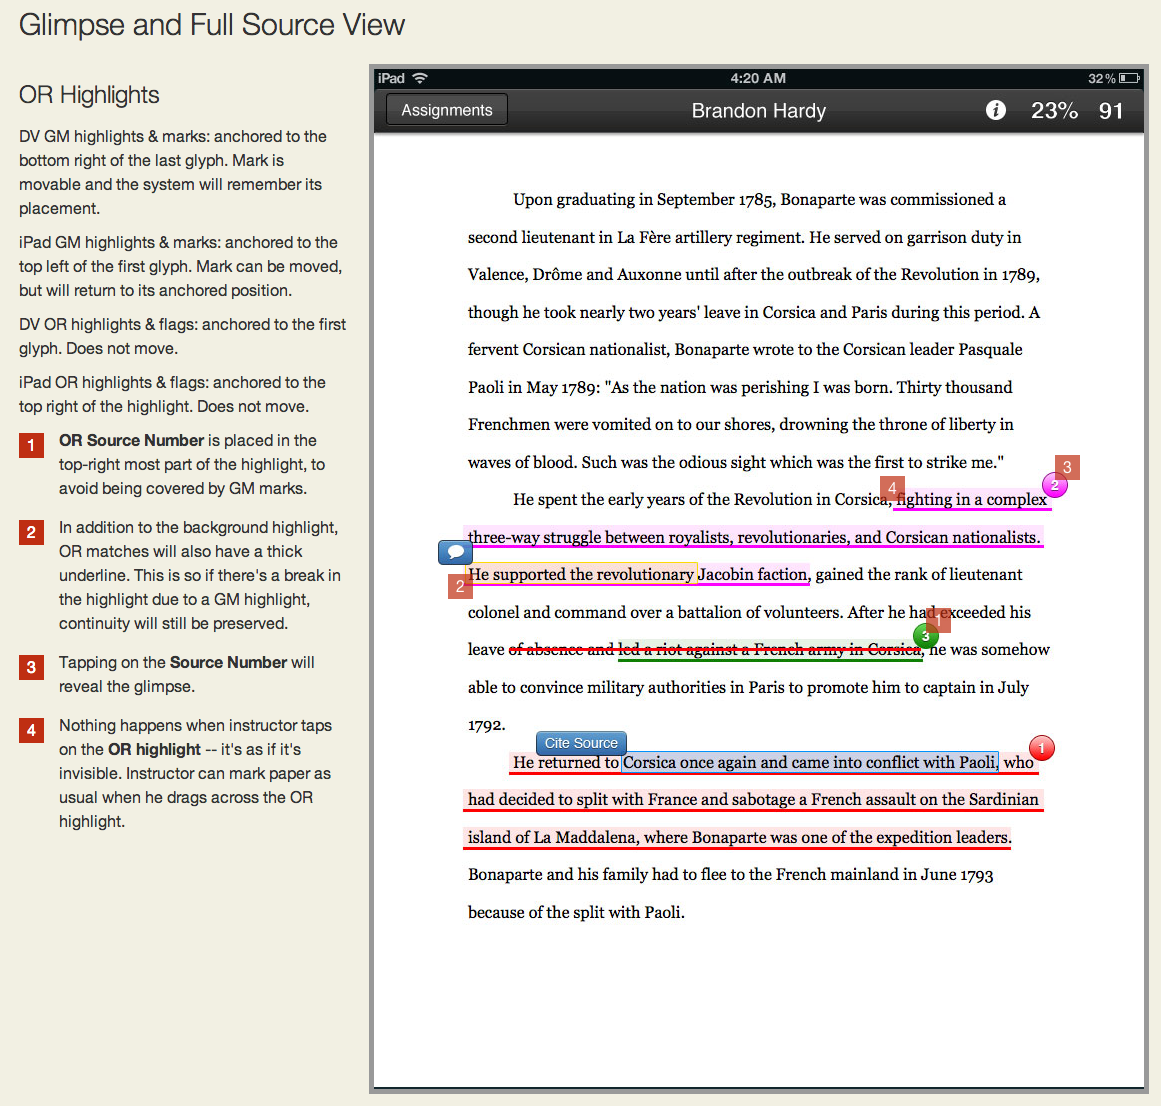 Glimpse and Full Source View
OR Highlights
DV GM highlights & marks: anchored to the
bottom right of the last glyph. Mark is
movable and the system will remember its
placement.
iPad GM highlights & marks: anchored to the
top left of the first glyph. Mark can be moved,
but will return to its anchored position.
DV OR highlights & flags: anchored to the first
glyph. Does not move.
iPad OR highlights & flags: anchored to the
top right of the highlight. Does not move.
1 OR Source Number is placed in the
top-right most part of the highlight, to
avoid being covered by GM marks.
2 In addition to the background highlight,
OR matches will also have a thick
underline. This is so if there's a break in
the highlight due to a GM highlight,
continuity will still be preserved.
3 Tapping on the Source Number will
reveal the glimpse.
4 Nothing happens when instructor taps
on the OR highlight -- it's as if it's
invisible. Instructor can mark paper as
usual when he drags across the OR
highlight.
iPad 4:20 AM 32%
Assignments Brandon Hardy i 23% 91
Upon graduating in September 1785, Bonaparte was commissioned a
second lieutenant in La Fère artillery regiment. He served on garrison duty in
Valence, Drôme and Auxonne until after the outbreak of the Revolution in 1789,
though he took nearly two years' leave in Corsica and Paris during this period. A
fervent Corsican nationalist, Bonaparte wrote to the Corsican leader Pasquale
Paoli in May 1789: "As the nation was perishing I was born. Thirty thousand
Frenchmen were vomited on to our shores, drowning the throne of liberty in
waves of blood. Such was the odious sight which was the first to strike me."
3
4 2
He spent the early years of the Revolution in Corsica, fighting in a complex
three-way struggle between royalists, revolutionaries, and Corsican nationalists.
He supported the revolutionary Jacobin faction, gained the rank of lieutenant
2
colonel and command over a battalion of volunteers. After he had exceeded his
1
3
leave of absence and led a riot against a French army in Corsica, he was somehow
able to convince military authorities in Paris to promote him to captain in July
1792.
Cite Source 1
He returned to Corsica once again and came into conflict with Paoli, who
had decided to split with France and sabotage a French assault on the Sardinian
island of La Maddalena, where Bonaparte was one of the expedition leaders.
Bonaparte and his family had to flee to the French mainland in June 1793
because of the split with Paoli.